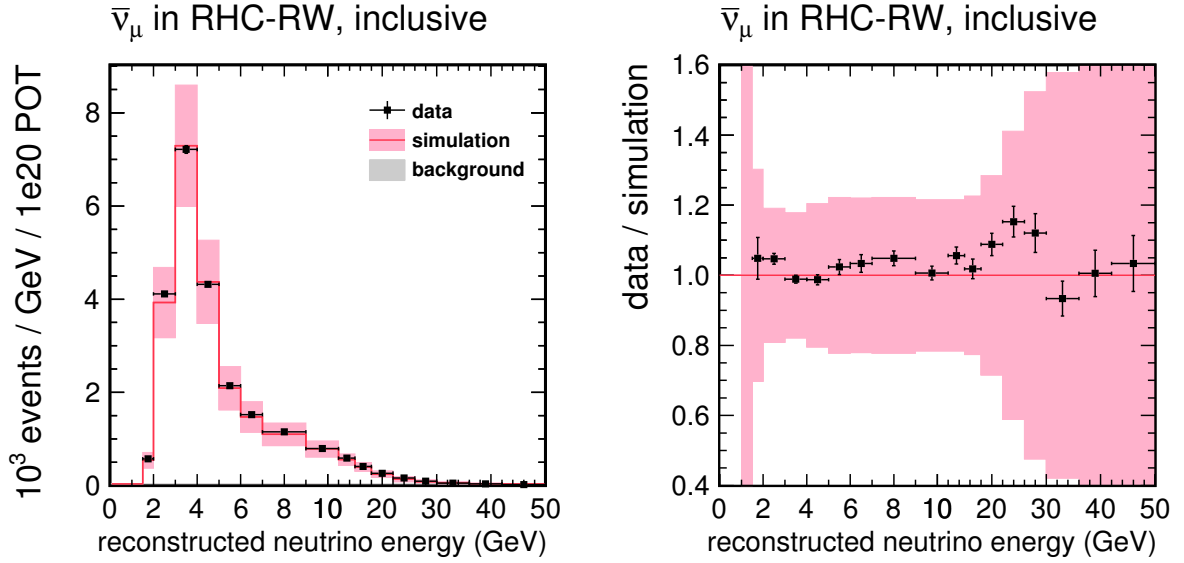 ν̅μ in RHC-RW, inclusive
10³ events / GeV / 1e20 POT
8
6
4
2
0
data
simulation
background
0 2 4 6 8 10 20 30 40 50
reconstructed neutrino energy (GeV)
ν̅μ in RHC-RW, inclusive
data / simulation
1.6
1.4
1.2
1.0
0.8
0.6
0.4
0 2 4 6 8 10 20 30 40 50
reconstructed neutrino energy (GeV)